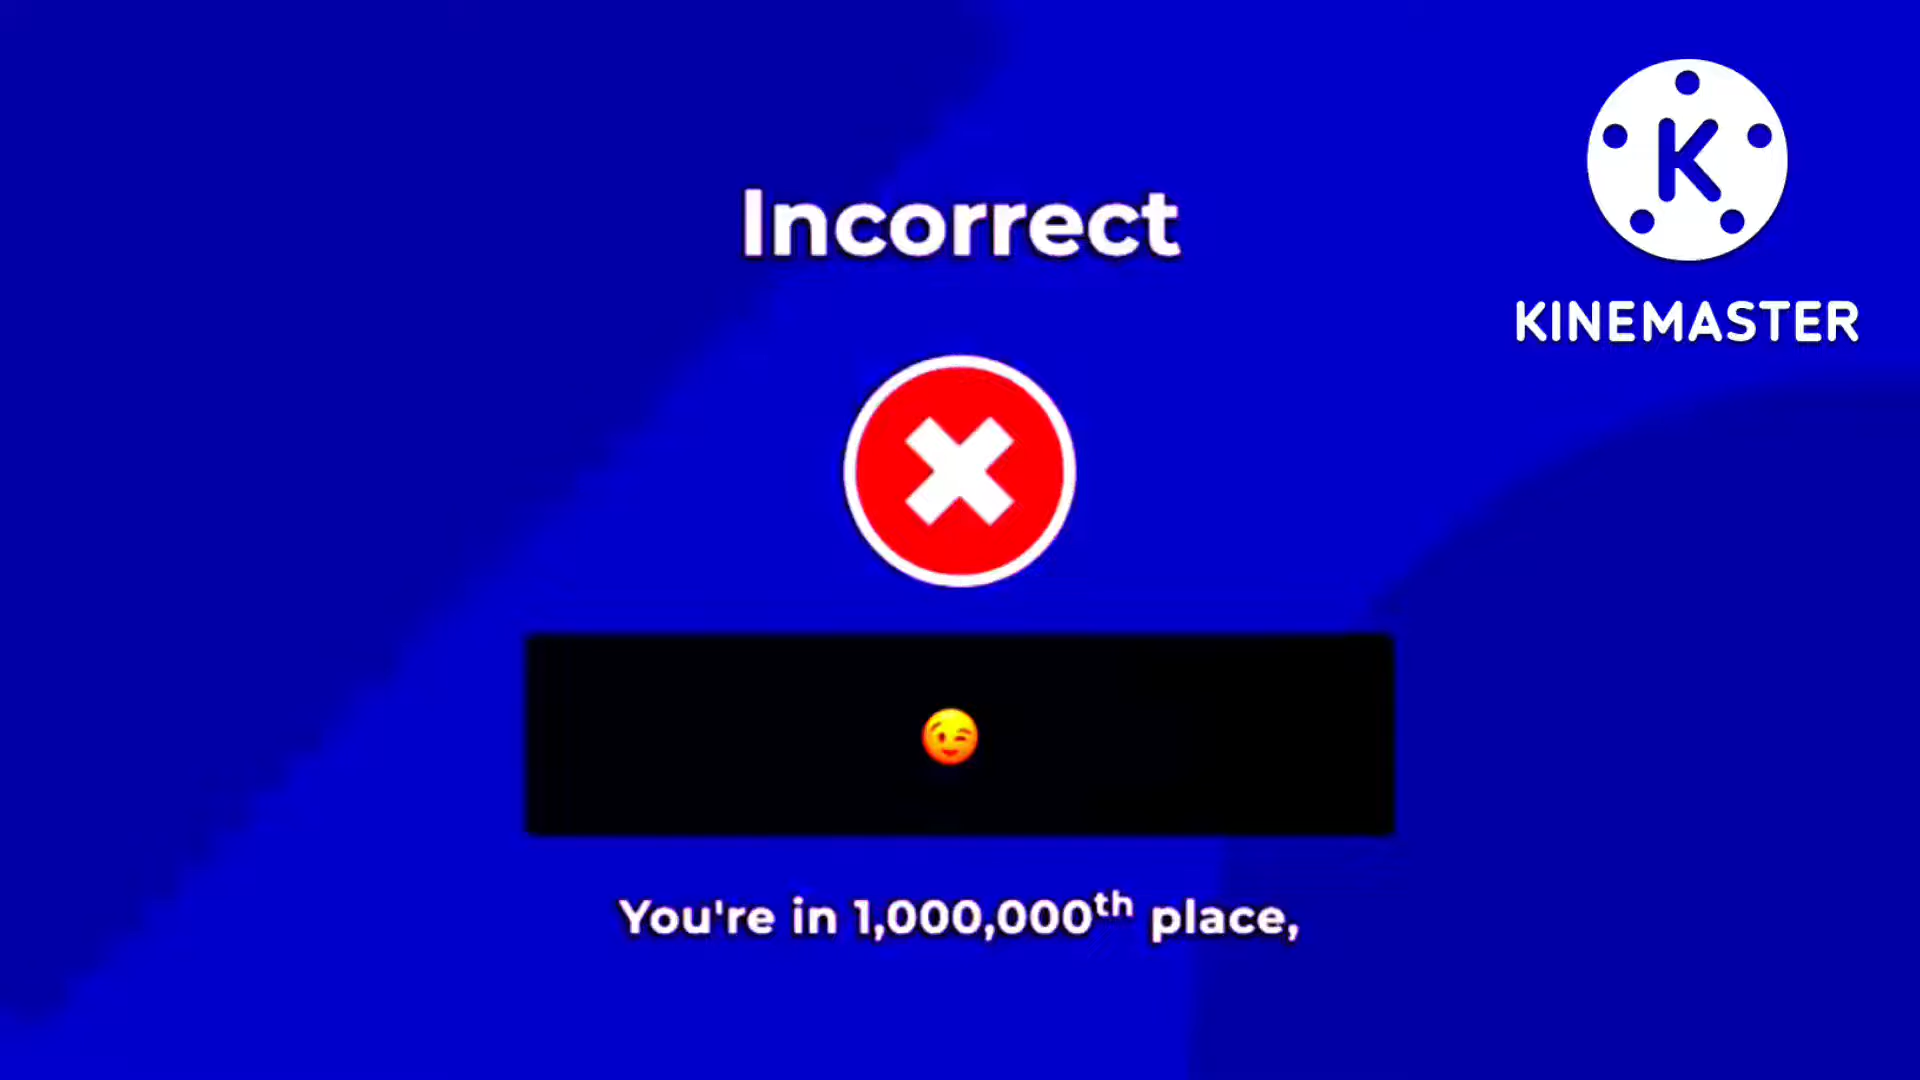 Incorrect
K
KINEMASTER
😉
You're in 1,000,000th place,